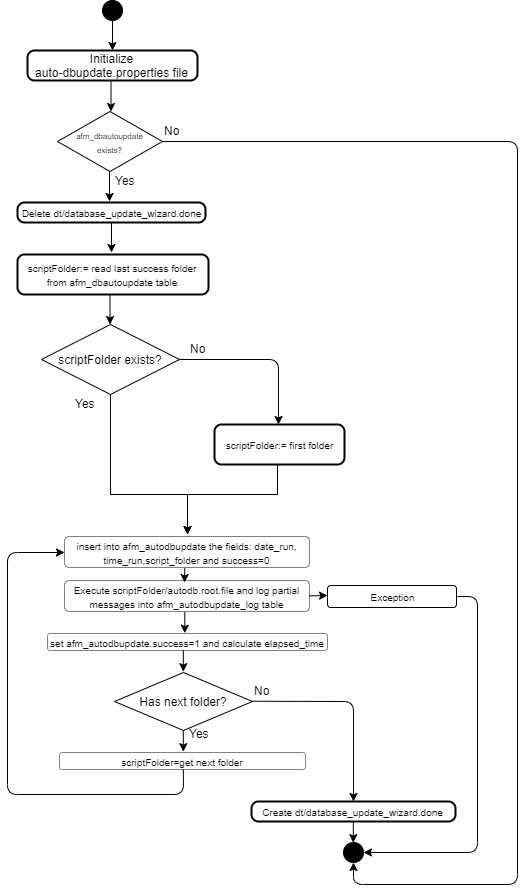 Initialize
auto-dbupdate.properties file
afm_dbautoupdate
exists?
No
Yes
Delete dt/database_update_wizard.done
scriptFolder:= read last success folder
from afm_dbautoupdate table
scriptFolder exists?
No
Yes
scriptFolder:= first folder
insert into afm_autodbupdate the fields: date_run,
time_run,script_folder and success=0
Execute scriptFolder/autodb.root.file and log partial
messages into afm_autodbupdate_log table
Exception
set afm_autodbupdate.success=1 and calculate elapsed_time
Has next folder?
No
Yes
scriptFolder=get next folder
Create dt/database_update_wizard.done